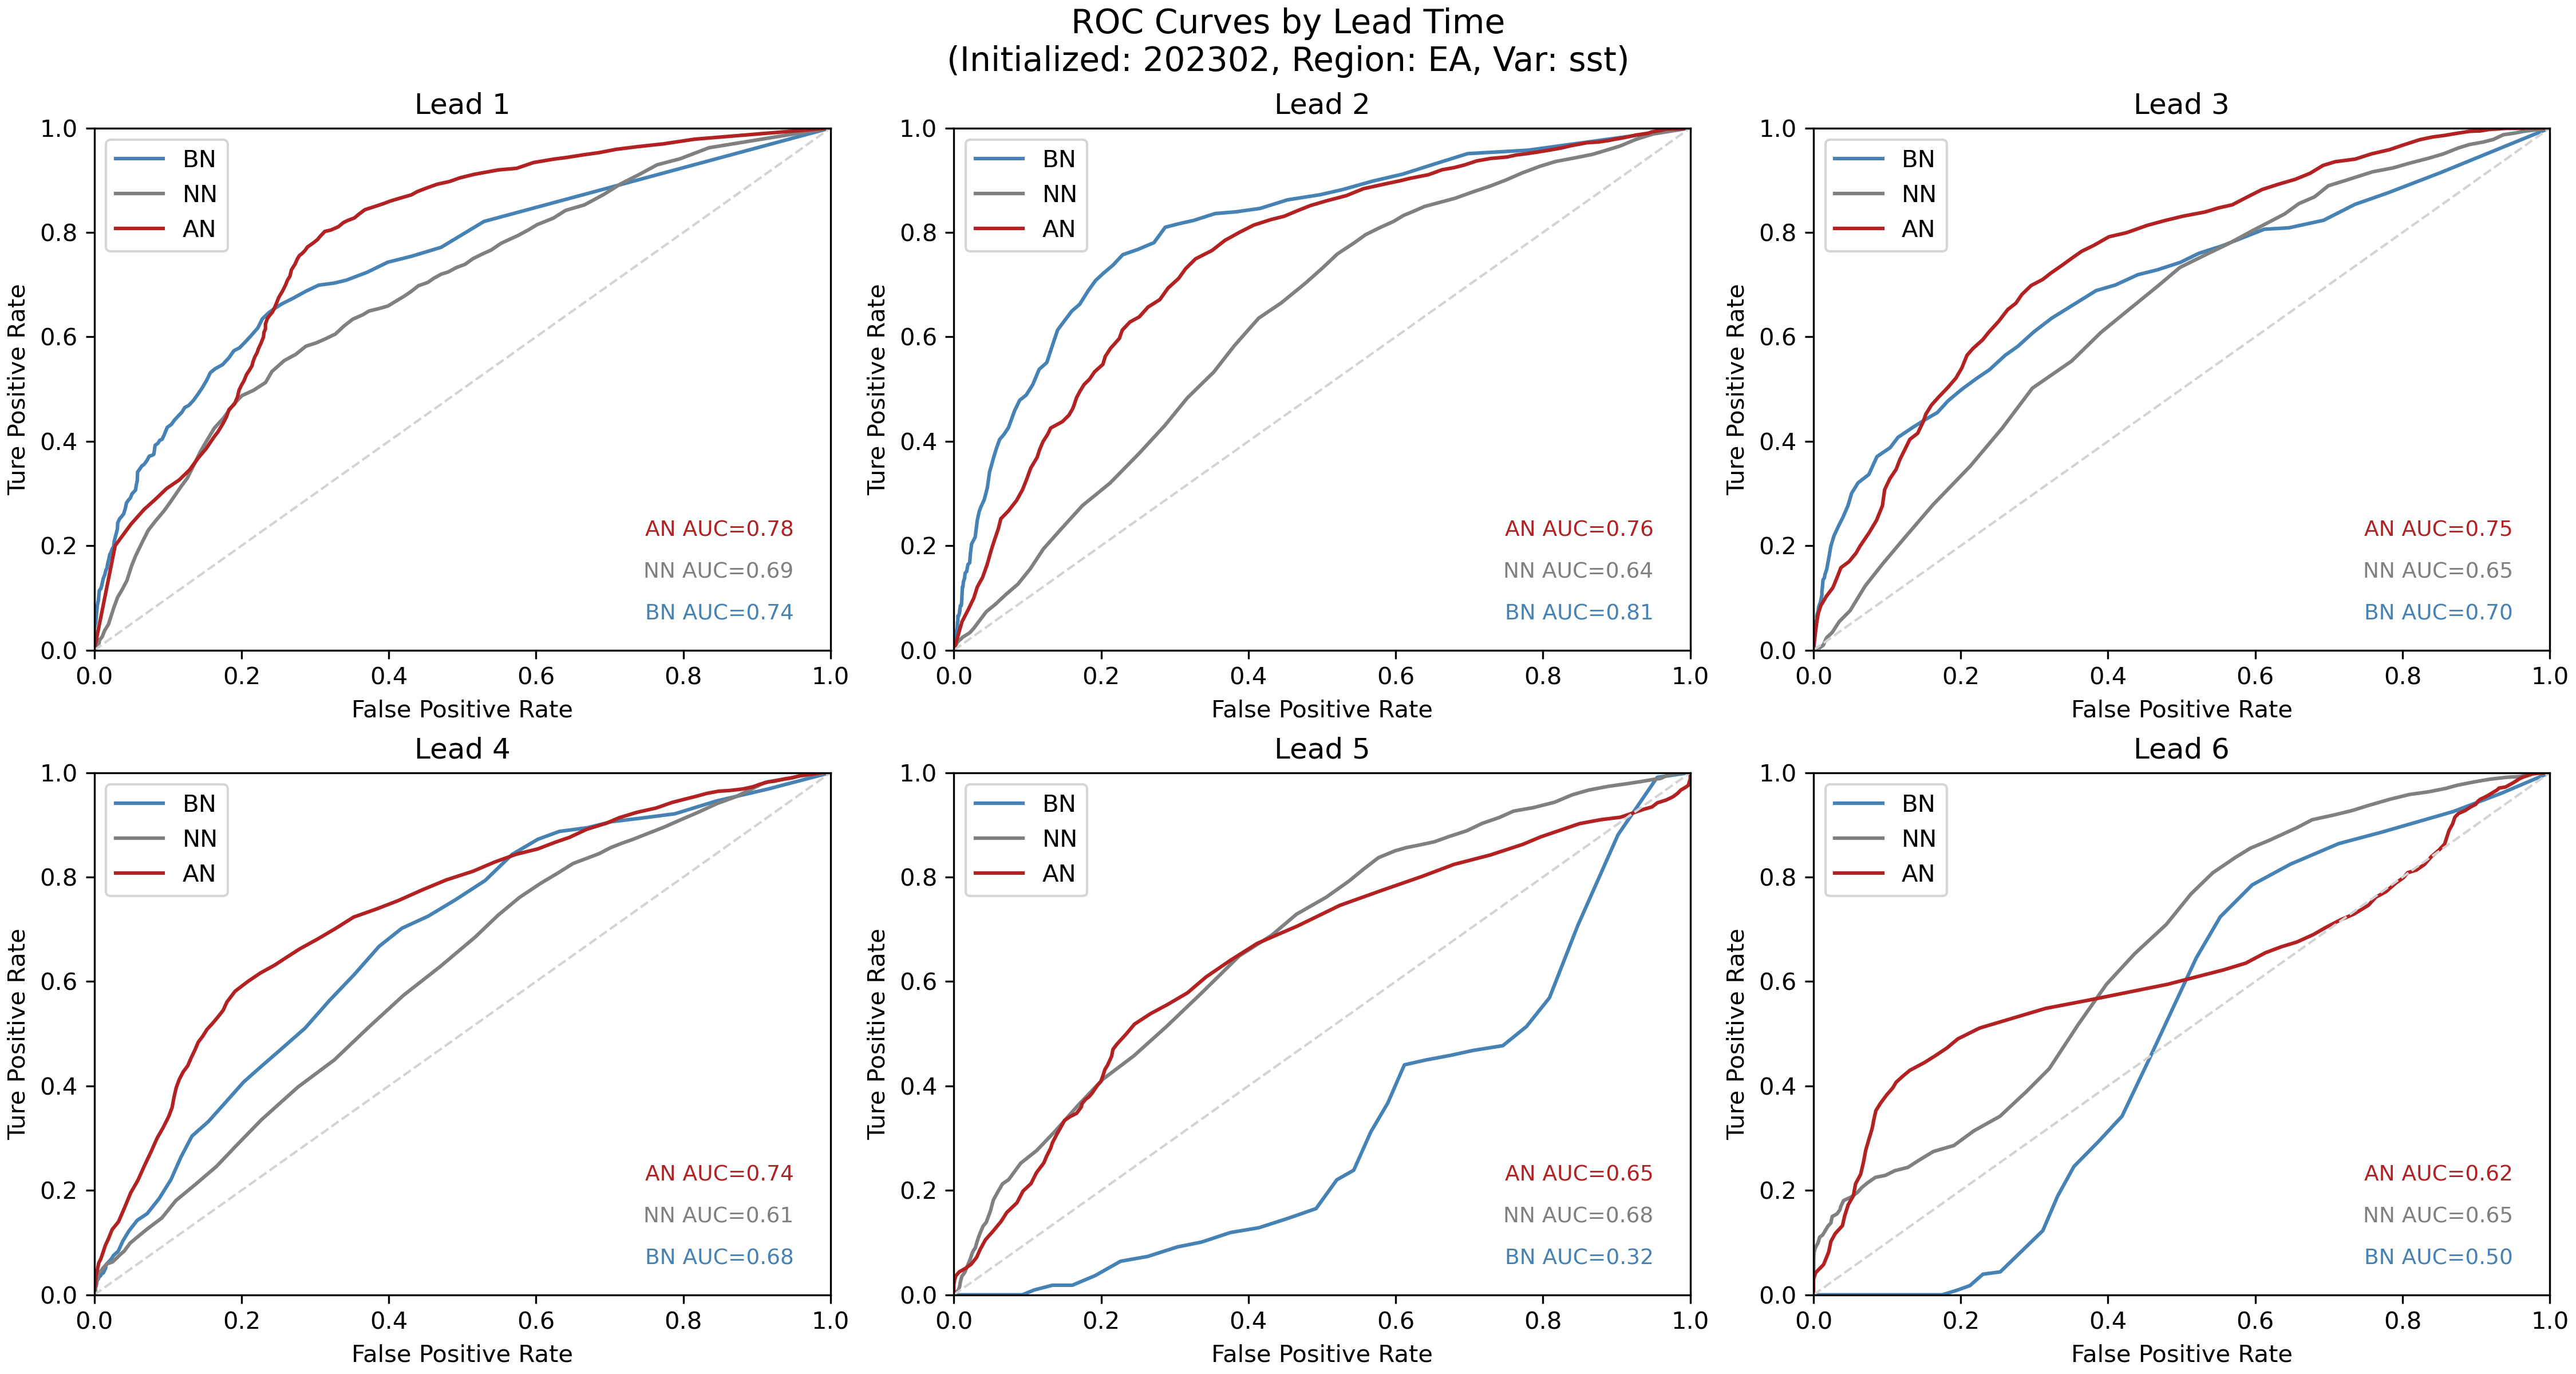 ROC Curves by Lead Time
(Initialized: 202302, Region: EA, Var: sst)
Lead 1
1.0
0.8
0.6
0.4
0.2
0.0
Ture Positive Rate
BN
NN
AN
AN AUC=0.78
NN AUC=0.69
BN AUC=0.74
0.0 0.2 0.4 0.6 0.8 1.0
False Positive Rate
Lead 2
1.0
0.8
0.6
0.4
0.2
0.0
Ture Positive Rate
BN
NN
AN
AN AUC=0.76
NN AUC=0.64
BN AUC=0.81
0.0 0.2 0.4 0.6 0.8 1.0
False Positive Rate
Lead 3
1.0
0.8
0.6
0.4
0.2
0.0
Ture Positive Rate
BN
NN
AN
AN AUC=0.75
NN AUC=0.65
BN AUC=0.70
0.0 0.2 0.4 0.6 0.8 1.0
False Positive Rate
Lead 4
1.0
0.8
0.6
0.4
0.2
0.0
Ture Positive Rate
BN
NN
AN
AN AUC=0.74
NN AUC=0.61
BN AUC=0.68
0.0 0.2 0.4 0.6 0.8 1.0
False Positive Rate
Lead 5
1.0
0.8
0.6
0.4
0.2
0.0
Ture Positive Rate
BN
NN
AN
AN AUC=0.65
NN AUC=0.68
BN AUC=0.32
0.0 0.2 0.4 0.6 0.8 1.0
False Positive Rate
Lead 6
1.0
0.8
0.6
0.4
0.2
0.0
Ture Positive Rate
BN
NN
AN
AN AUC=0.62
NN AUC=0.65
BN AUC=0.50
0.0 0.2 0.4 0.6 0.8 1.0
False Positive Rate